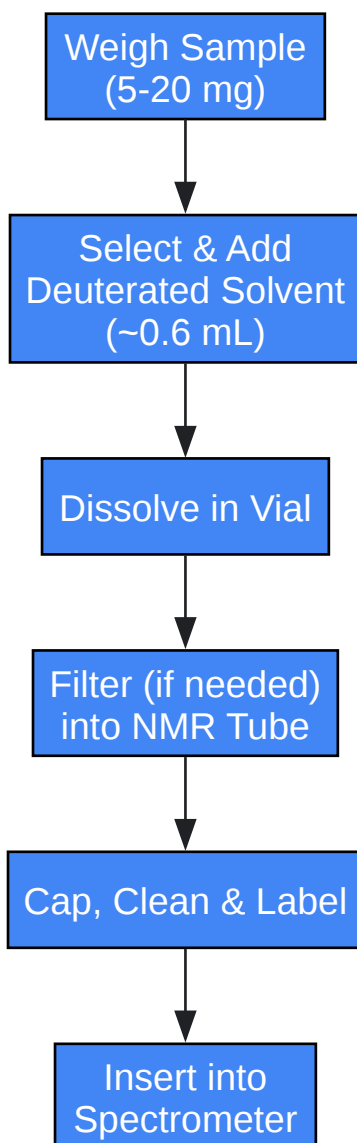 Weigh Sample
(5-20 mg)
Select & Add
Deuterated Solvent
(~0.6 mL)
Dissolve in Vial
Filter (if needed)
into NMR Tube
Cap, Clean & Label
Insert into
Spectrometer